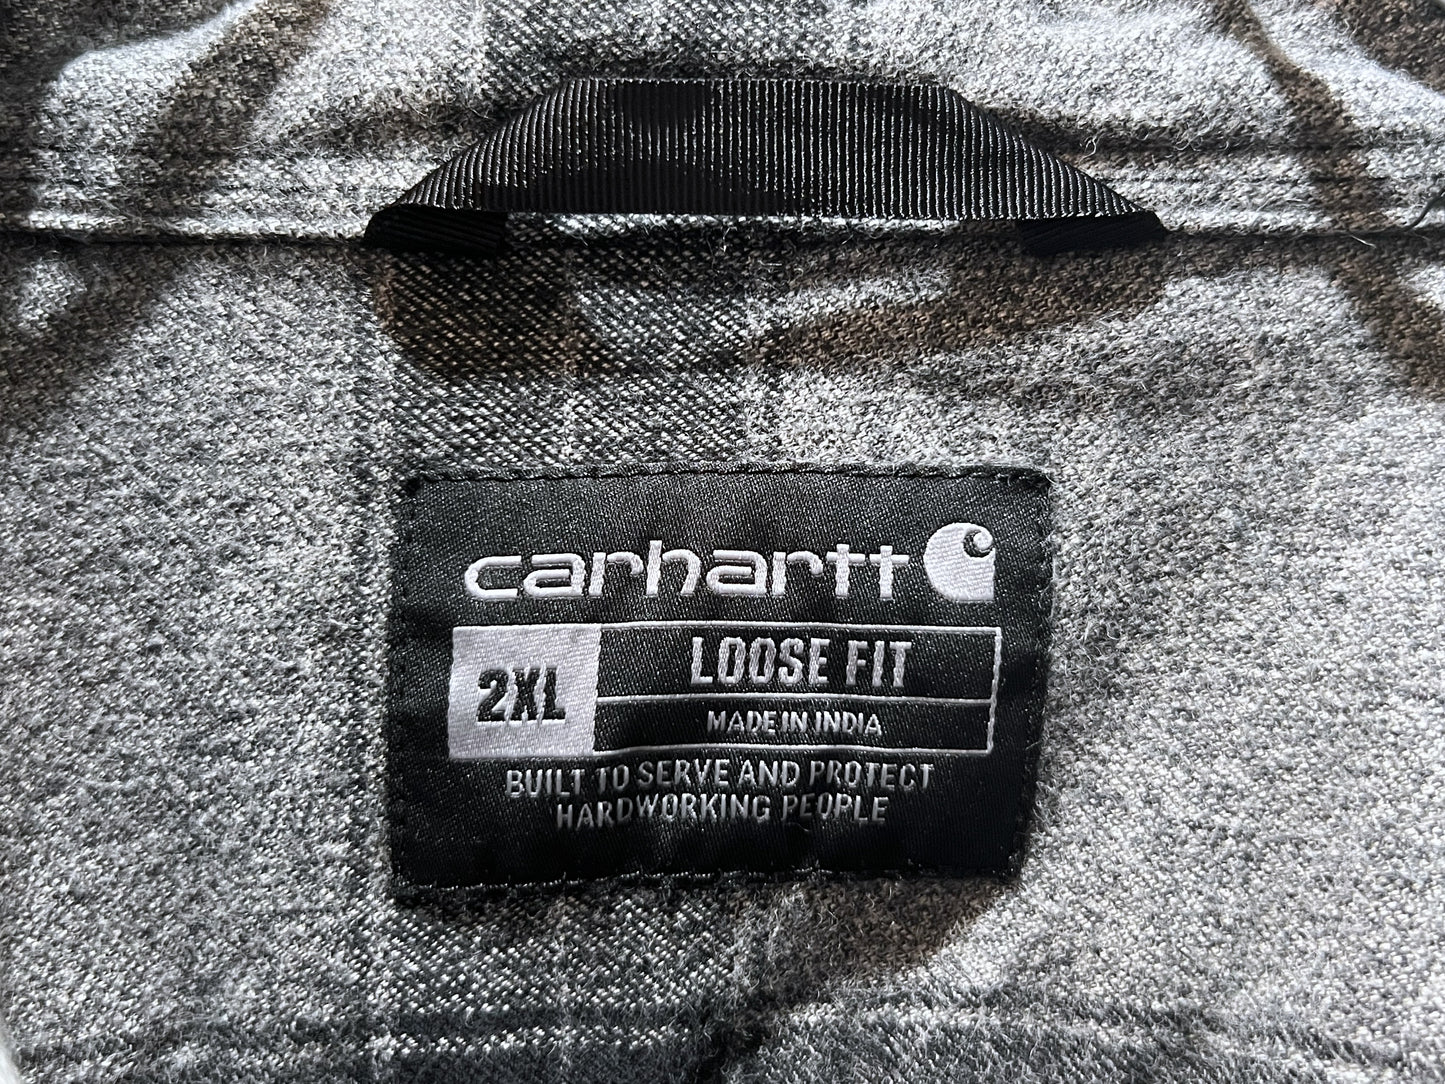 carhartt
2XL
LOOSE FIT
MADE IN INDIA
BUILT TO SERVE AND PROTECT
HARDWORKING PEOPLE